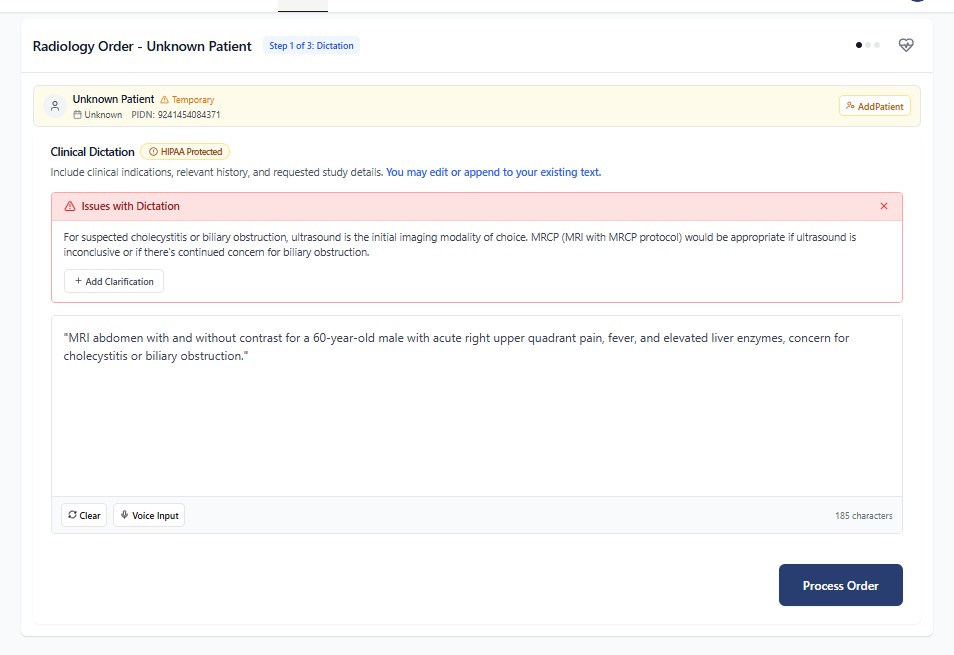 Radiology Order - Unknown Patient Step 1 of 3: Dictation
Unknown Patient Temporary
Unknown PIDN: 9241454084371
AddPatient
Clinical Dictation HIPAA Protected
Include clinical indications, relevant history, and requested study details. You may edit or append to your existing text.
Issues with Dictation
For suspected cholecystitis or biliary obstruction, ultrasound is the initial imaging modality of choice. MRCP (MRI with MRCP protocol) would be appropriate if ultrasound is
inconclusive or if there's continued concern for biliary obstruction.
+ Add Clarification
"MRI abdomen with and without contrast for a 60-year-old male with acute right upper quadrant pain, fever, and elevated liver enzymes, concern for
cholecystitis or biliary obstruction."
Clear Voice Input 185 characters
Process Order